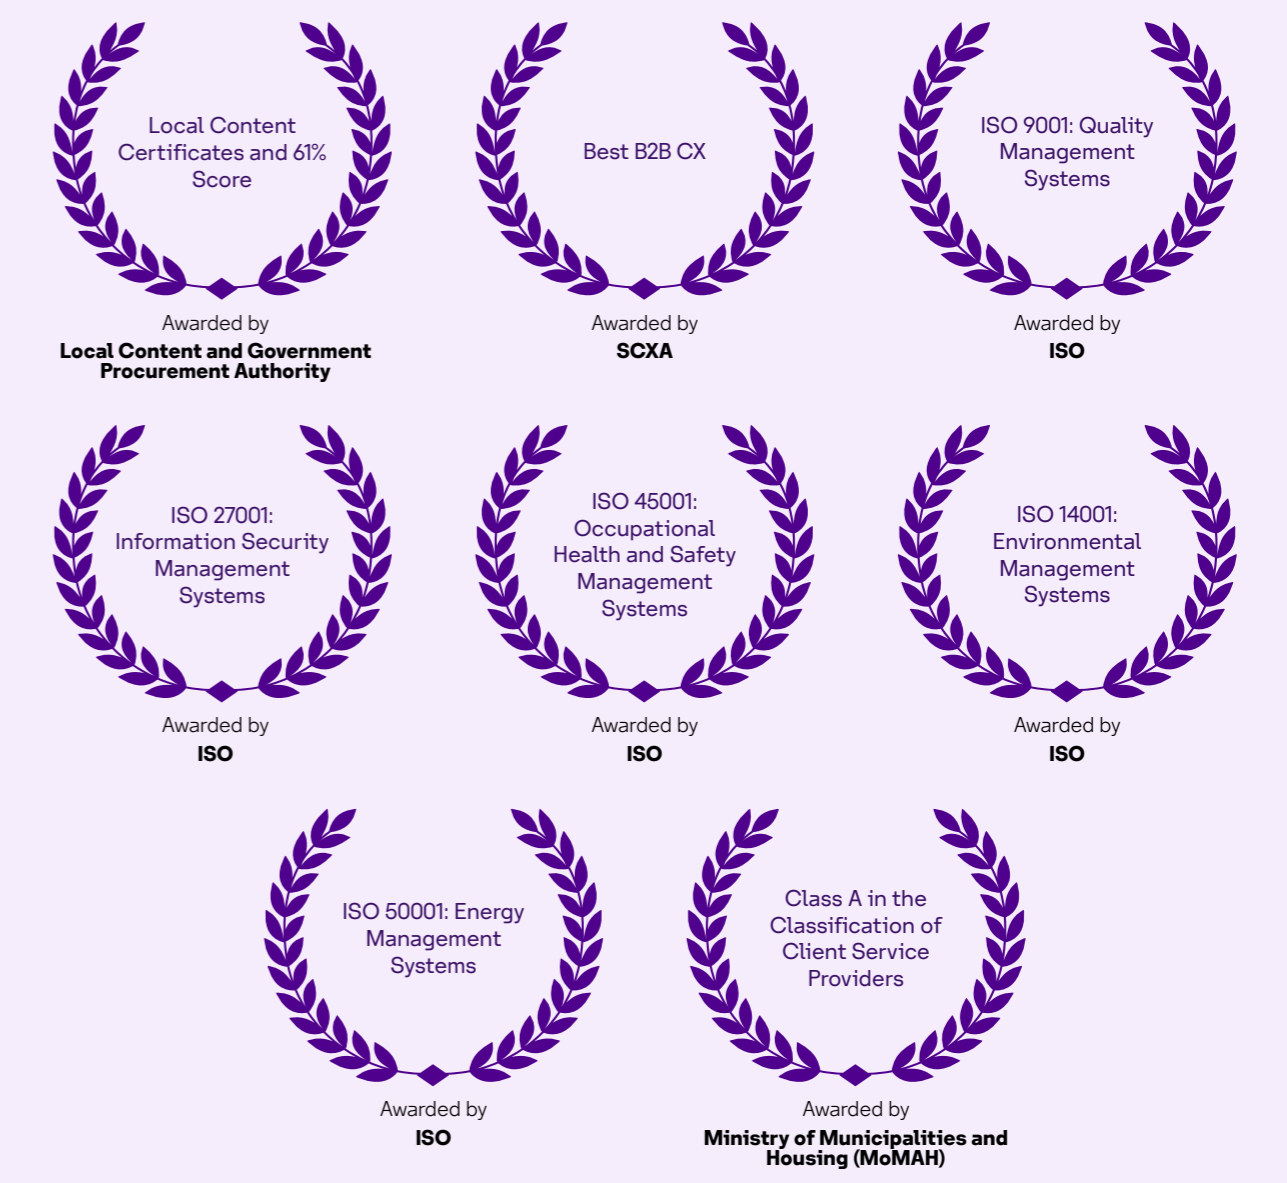 Local Content
Certificates and 61%
Score
Awarded by
Local Content and Government
Procurement Authority
Best B2B CX
Awarded by
SCXA
ISO 9001: Quality
Management
Systems
Awarded by
ISO
ISO 27001:
Information Security
Management
Systems
Awarded by
ISO
ISO 45001:
Occupational
Health and Safety
Management
Systems
Awarded by
ISO
ISO 14001:
Environmental
Management
Systems
Awarded by
ISO
ISO 50001: Energy
Management
Systems
Awarded by
ISO
Class A in the
Classification of
Client Service
Providers
Awarded by
Ministry of Municipalities and
Housing (MoMAH)